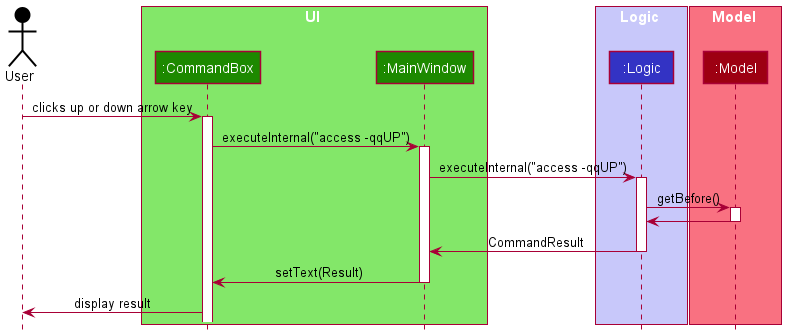 UI
Logic
Model
User
:CommandBox
:MainWindow
:Logic
:Model
clicks up or down arrow key
executeInternal("access -qqUP")
executeInternal("access -qqUP")
getBefore()
CommandResult
setText(Result)
display result